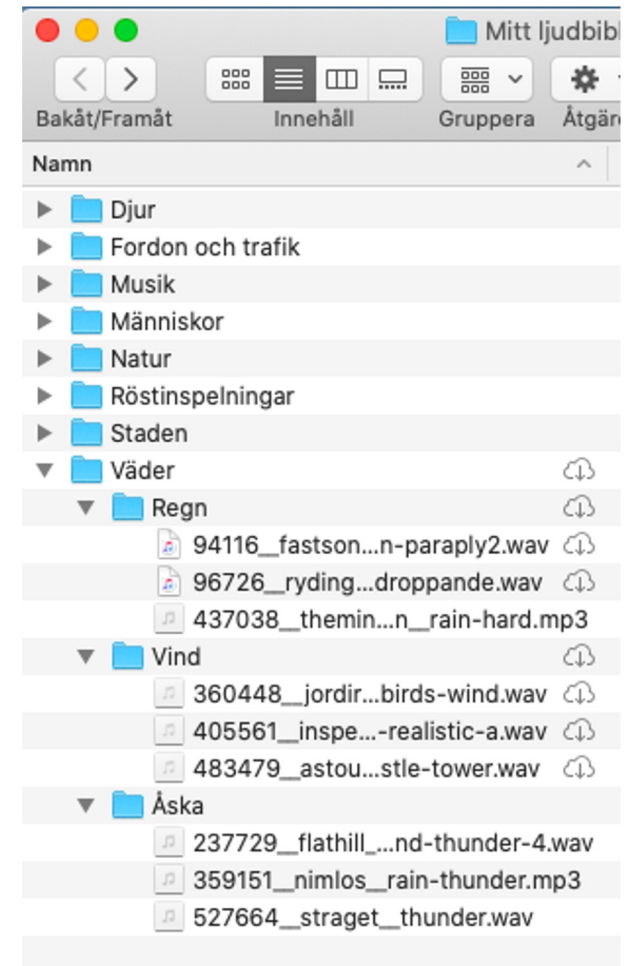 Mitt ljudbibl
Bakåt/Framåt Innehåll Gruppera Åtgär
Namn
Djur
Fordon och trafik
Musik
Människor
Natur
Röstinspelningar
Staden
Väder
Regn
94116__fastson...n-paraply2.wav
96726__ryding...droppande.wav
437038__themin...n__rain-hard.mp3
Vind
360448__jordir...birds-wind.wav
405561__inspe...-realistic-a.wav
483479__astou...stle-tower.wav
Åska
237729__flathill_...nd-thunder-4.wav
359151__nimlos__rain-thunder.mp3
527664__straget__thunder.wav